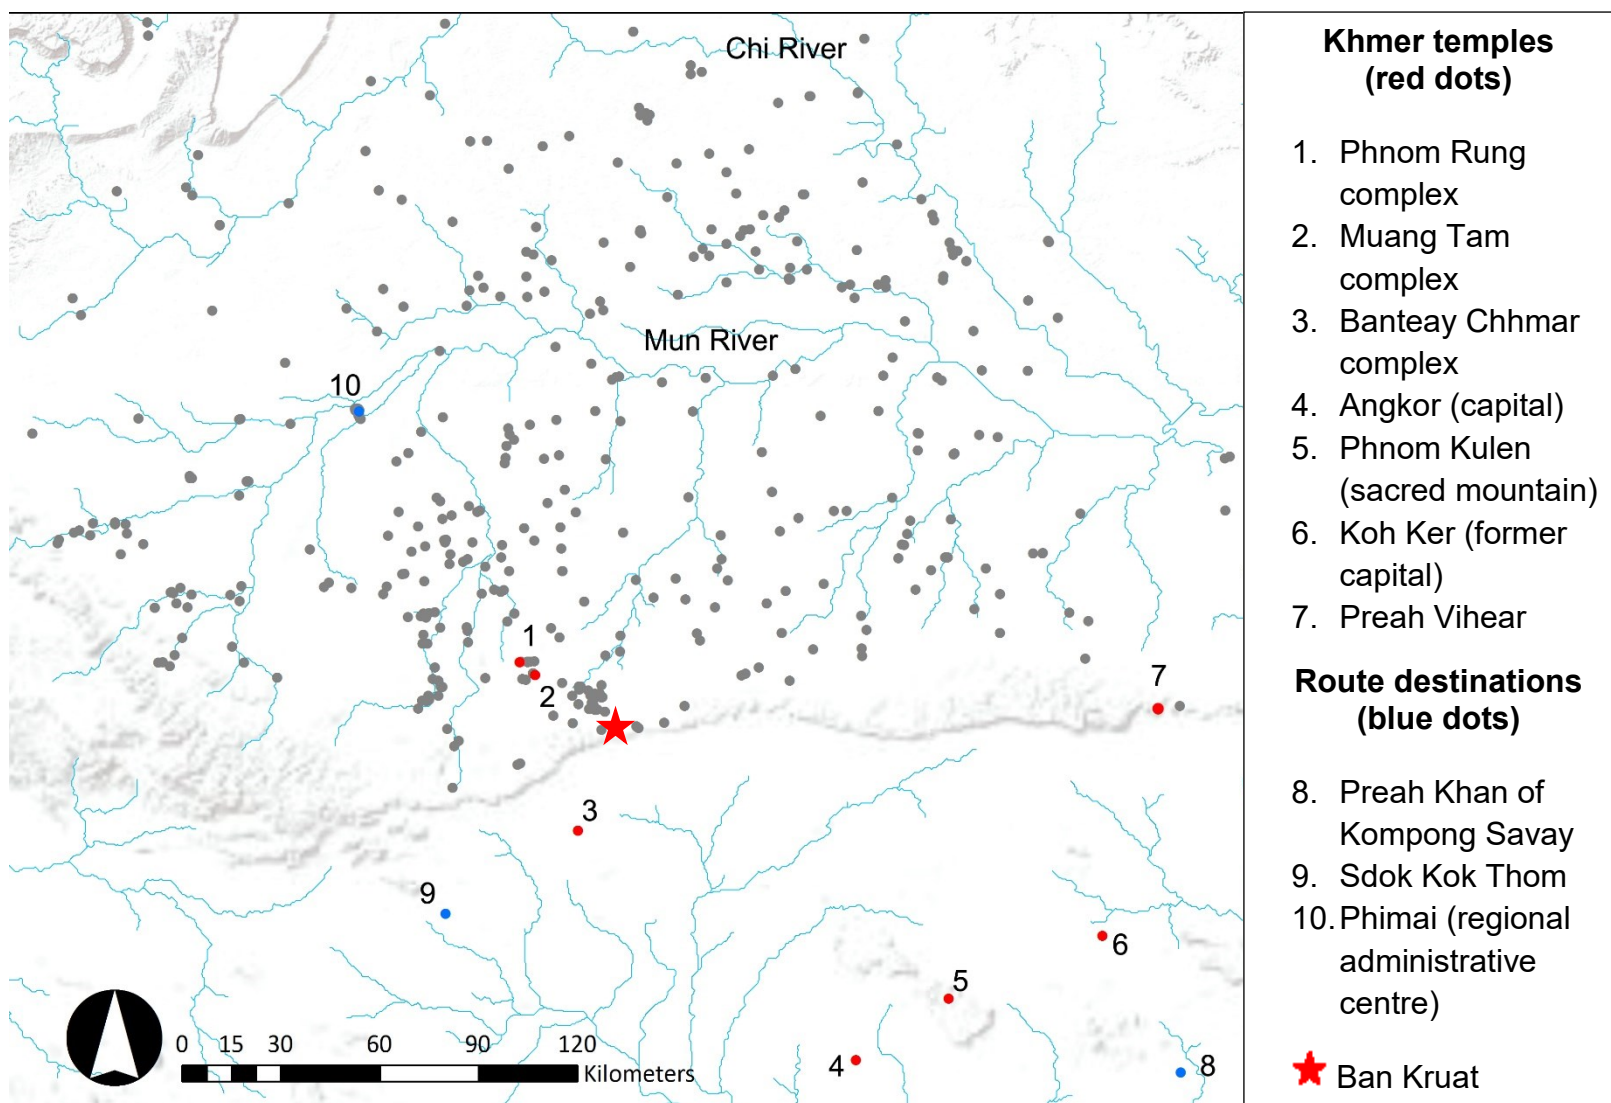 Chi River
Mun River
10
1
2
7
3
9
6
5
4
8
0 15 30 60 90 120
Kilometers
Khmer temples
(red dots)
1. Phnom Rung
complex
2. Muang Tam
complex
3. Banteay Chhmar
complex
4. Angkor (capital)
5. Phnom Kulen
(sacred mountain)
6. Koh Ker (former
capital)
7. Preah Vihear
Route destinations
(blue dots)
8. Preah Khan of
Kompong Savay
9. Sdok Kok Thom
10. Phimai (regional
administrative
centre)
Ban Kruat